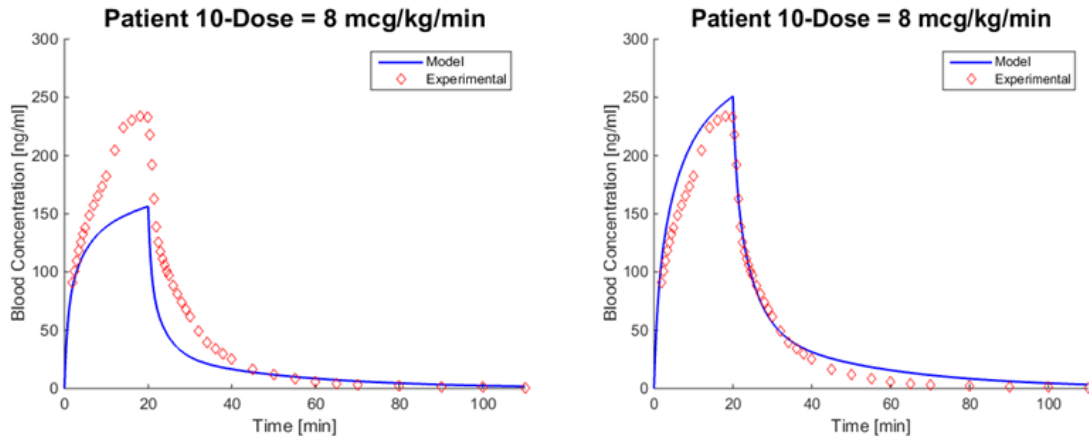 Patient 10-Dose = 8 mcg/kg/min
300
250
200
150
100
50
0
Blood Concentration [ng/ml]
0 20 40 60 80 100
Time [min]
Model
Experimental
Patient 10-Dose = 8 mcg/kg/min
300
250
200
150
100
50
0
Blood Concentration [ng/ml]
0 20 40 60 80 100
Time [min]
Model
Experimental